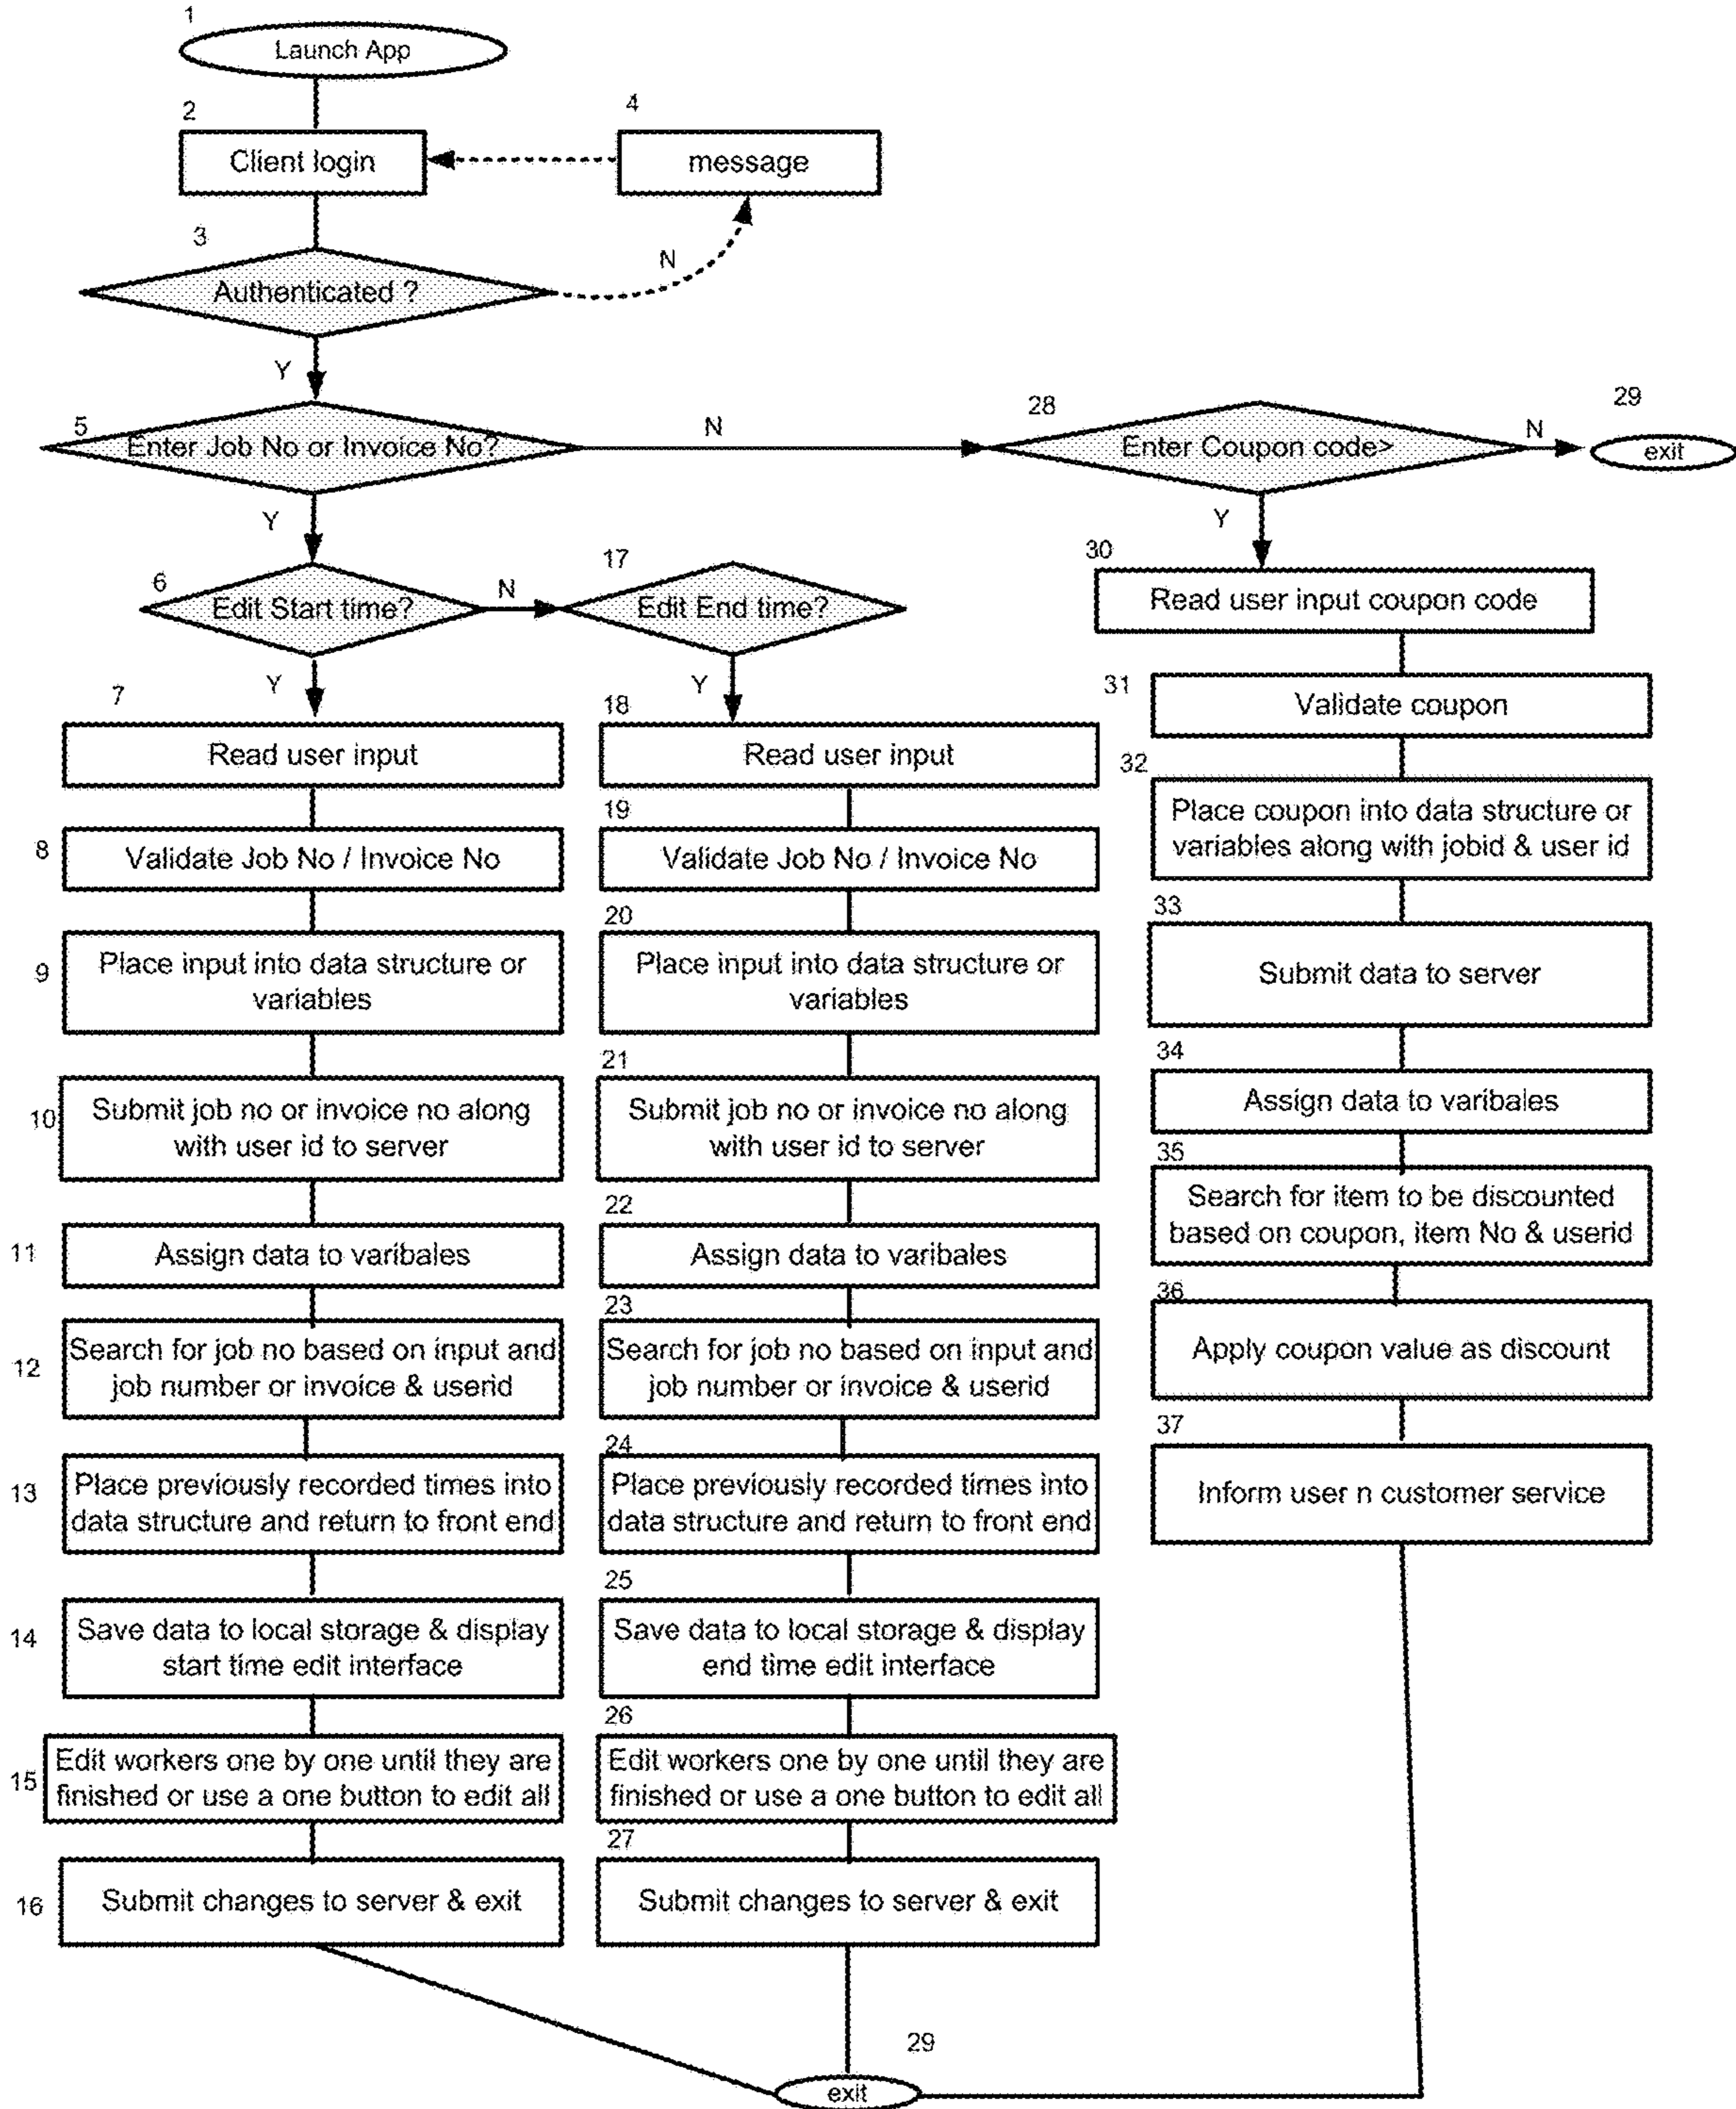 1
Launch App
2
Client login
4
message
3
Authenticated ?
N
Y
5
Enter Job No or Invoice No?
N
28
Enter Coupon code>
N
29
exit
Y
6
Edit Start time?
N
17
Edit End time?
Y
30
Read user input coupon code
Y
7
Read user input
Y
18
Read user input
31
Validate coupon
8
Validate Job No / Invoice No
19
Validate Job No / Invoice No
32
Place coupon into data structure or
variables along with jobid & user id
9
Place input into data structure or
variables
20
Place input into data structure or
variables
33
Submit data to server
10
Submit job no or invoice no along
with user id to server
21
Submit job no or invoice no along
with user id to server
34
Assign data to varibales
11
Assign data to varibales
22
Assign data to varibales
35
Search for item to be discounted
based on coupon, item No & userid
12
Search for job no based on input and
job number or invoice & userid
23
Search for job no based on input and
job number or invoice & userid
36
Apply coupon value as discount
13
Place previously recorded times into
data structure and return to front end
24
Place previously recorded times into
data structure and return to front end
37
Inform user n customer service
14
Save data to local storage & display
start time edit interface
25
Save data to local storage & display
end time edit interface
15
Edit workers one by one until they are
finished or use a one button to edit all
26
Edit workers one by one until they are
finished or use a one button to edit all
16
Submit changes to server & exit
27
Submit changes to server & exit
29
exit